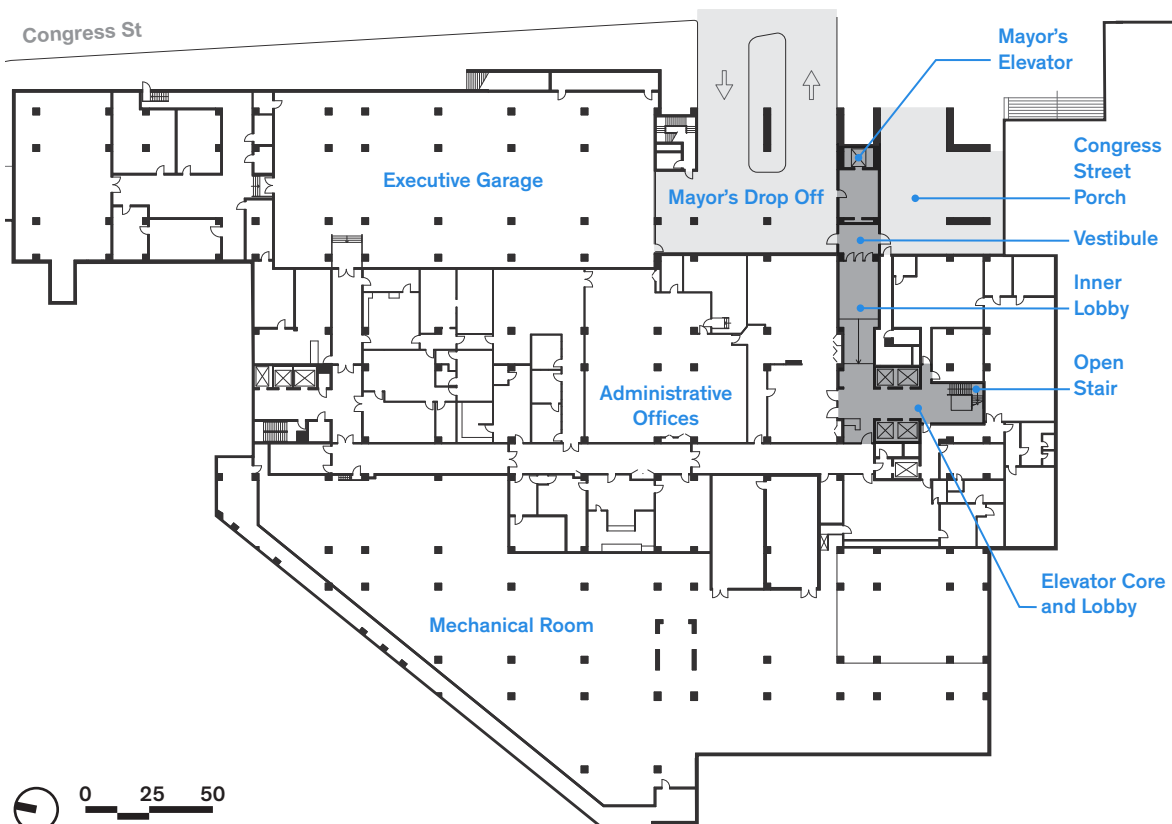 Congress St
Mayor's
Elevator
Congress
Street
Porch
Executive Garage
Mayor's Drop Off
Vestibule
Inner
Lobby
Open
Stair
Administrative
Offices
Elevator Core
and Lobby
Mechanical Room
0 25 50